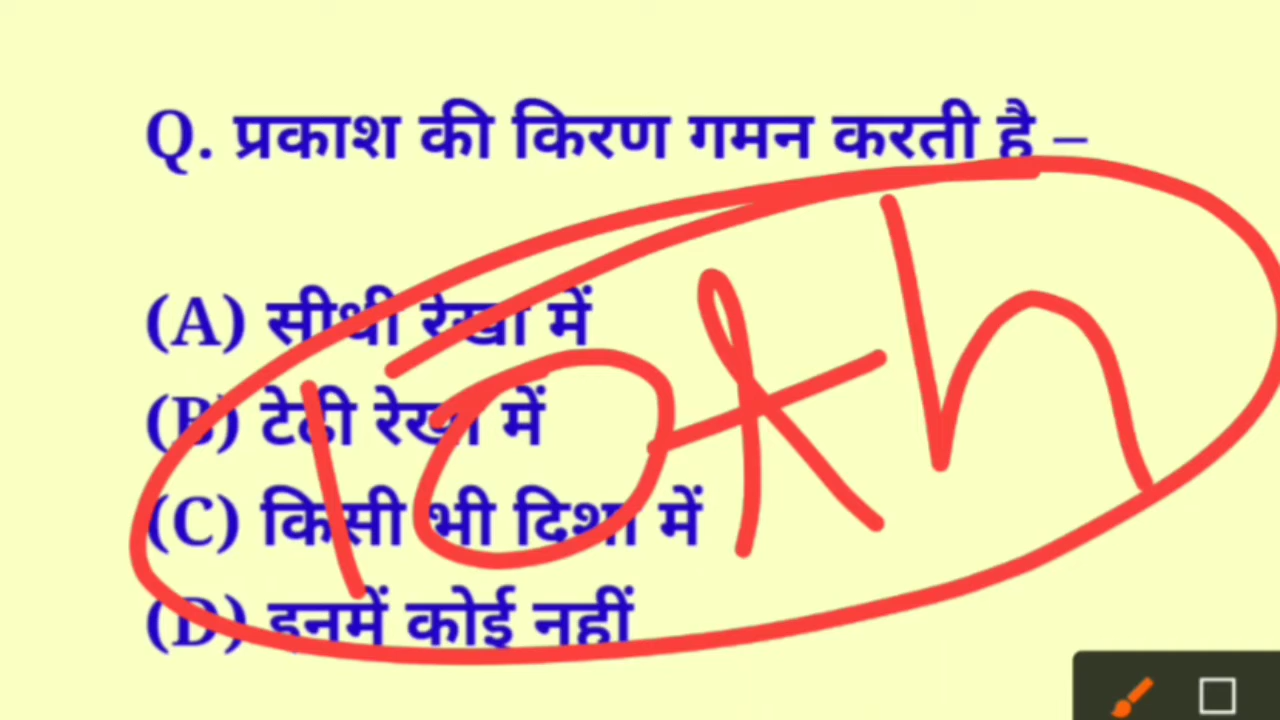 Q. प्रकाश की किरण गमन करती है –
(A) सीधी रेखा में
(B) टेढी रेखा में
(C) किसी भी दिशा में
(D) इनमें कोई नहीं
10th